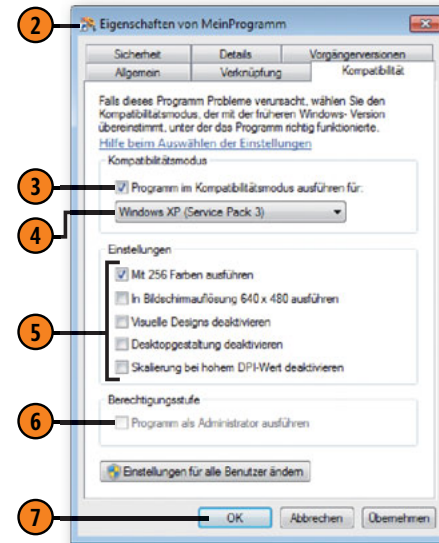 2
Eigenschaften von MeinProgramm
Sicherheit Details Vorgängerversionen
Allgemein Verknüpfung Kompatibilität
Falls dieses Programm Probleme verursacht, wählen Sie den
Kompatibilitätsmodus, der mit der früheren Windows- Version
übereinstimmt, unter der das Programm richtig funktionierte.
Hilfe beim Auswählen der Einstellungen
Kompatibilitätsmodus
3 Programm im Kompatibilitätsmodus ausführen für:
4 Windows XP (Service Pack 3)
Einstellungen
Mit 256 Farben ausführen
In Bildschirmauflösung 640 x 480 ausführen
5 Visuelle Designs deaktivieren
Desktopgestaltung deaktivieren
Skalierung bei hohem DPI-Wert deaktivieren
Berechtigungsstufe
6 Programm als Administrator ausführen
Einstellungen für alle Benutzer ändern
7 OK Abbrechen Übernehmen